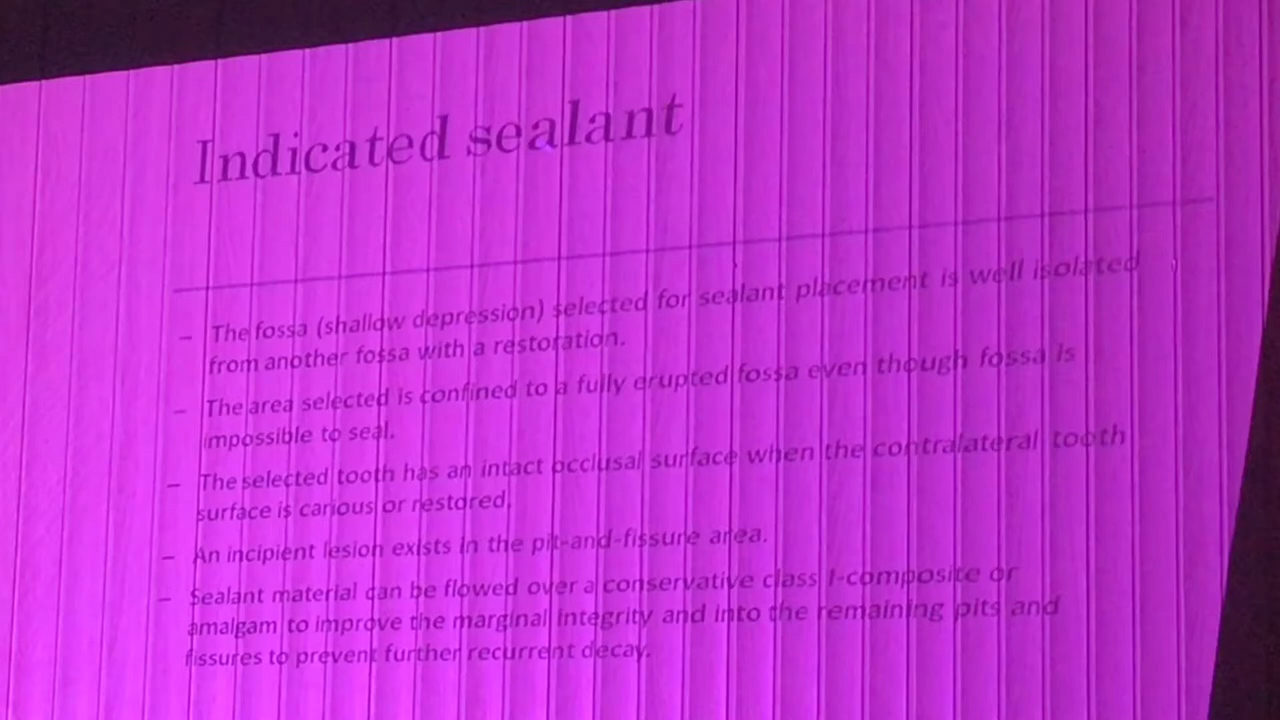 Indicated sealant
– The fossa (shallow depression) selected for sealant placement is well isolated
from another fossa with a restoration.
– The area selected is confined to a fully erupted fossa even though fossa is
impossible to seal.
– The selected tooth has an intact occlusal surface when the contralateral tooth
surface is carious or restored.
– An incipient lesion exists in the pit-and-fissure area.
– Sealant material can be flowed over a conservative class I-composite or
amalgam to improve the marginal integrity and into the remaining pits and
fissures to prevent further recurrent decay.